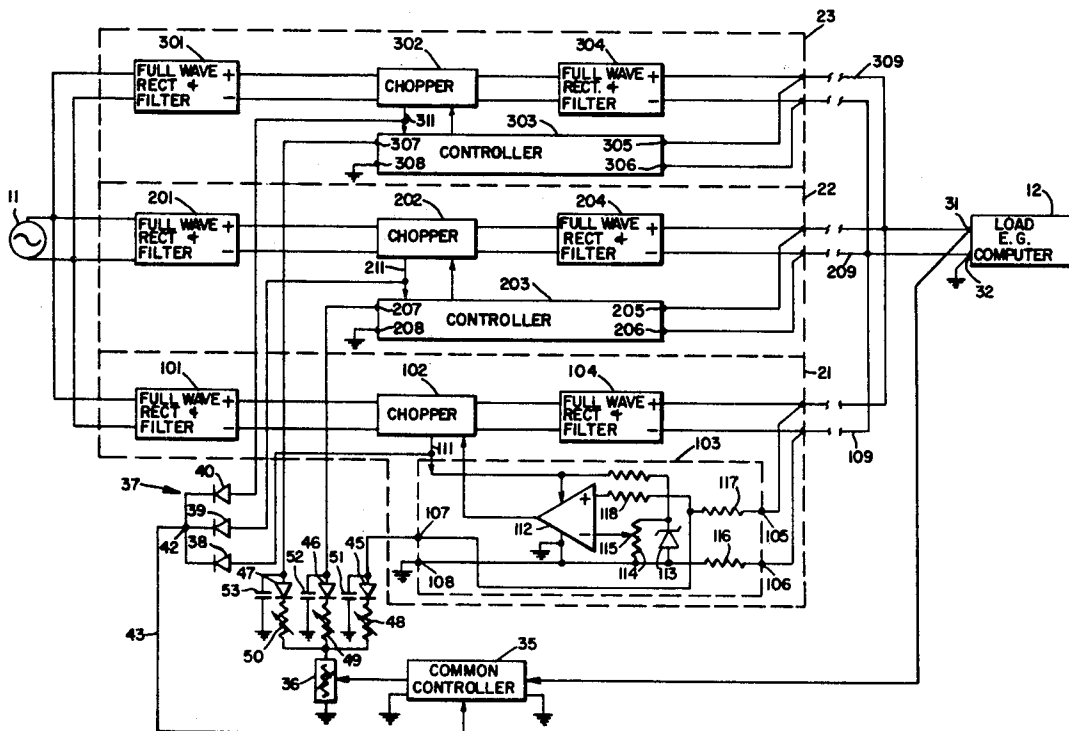 301
302
304
23
FULL WAVE +
RECT +
FILTER -
CHOPPER
FULL WAVE +
RECT. +
FILTER -
309
311
303
307
308
CONTROLLER
305
306
11
201
202
204
22
31
12
FULL WAVE +
RECT +
FILTER -
CHOPPER
FULL WAVE +
RECT +
FILTER -
LOAD
E.G.
COMPUTER
209
32
211
203
207
208
CONTROLLER
205
206
101
102
104
21
FULL WAVE +
RECT +
FILTER -
CHOPPER
FULL WAVE +
RECT +
FILTER -
111
103
109
37
40
39
42
38
107
108
112
+
-
118
115
114
113
117
105
116
106
47
52
46
51
45
53
43
50
49
48
35
36
COMMON
CONTROLLER